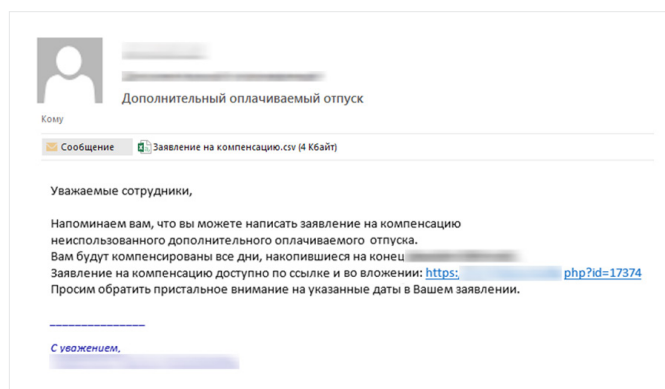 Дополнительный оплачиваемый отпуск
Кому
Сообщение
Заявление на компенсацию.csv (4 Кбайт)
Уважаемые сотрудники,
Напоминаем вам, что вы можете написать заявление на компенсацию
неиспользованного дополнительного оплачиваемого отпуска.
Вам будут компенсированы все дни, накопившиеся на конец
Заявление на компенсацию доступно по ссылке и во вложении: https: php?id=17374
Просим обратить пристальное внимание на указанные даты в Вашем заявлении.
_______________
С уважением,